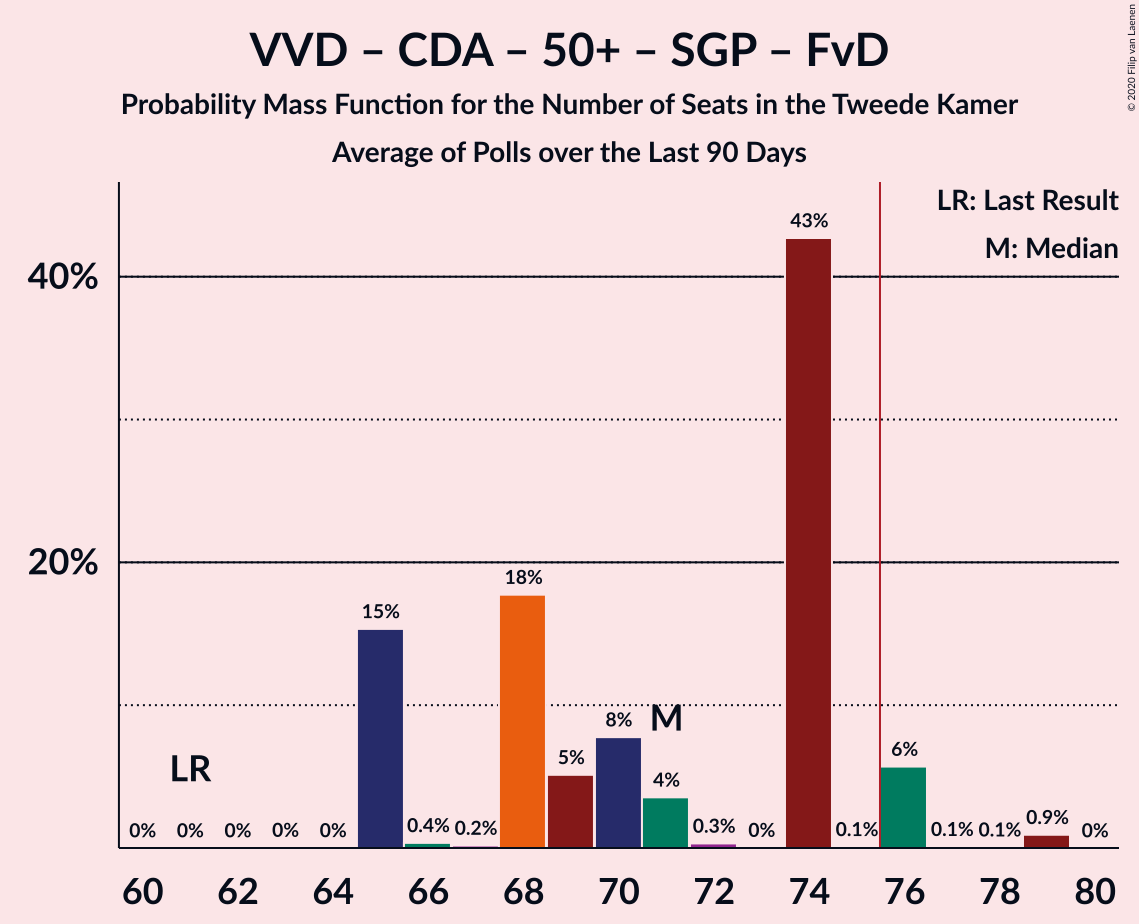 VVD – CDA – 50+ – SGP – FvD
Probability Mass Function for the Number of Seats in the Tweede Kamer
Average of Polls over the Last 90 Days
© 2020 Filip van Laenen
LR: Last Result
M: Median
40%
20%
LR
M
0% 0% 0% 0% 0% 15% 0.4% 0.2% 18% 5% 8% 4% 0.3% 0% 43% 0.1% 6% 0.1% 0.1% 0.9% 0%
60 62 64 66 68 70 72 74 76 78 80